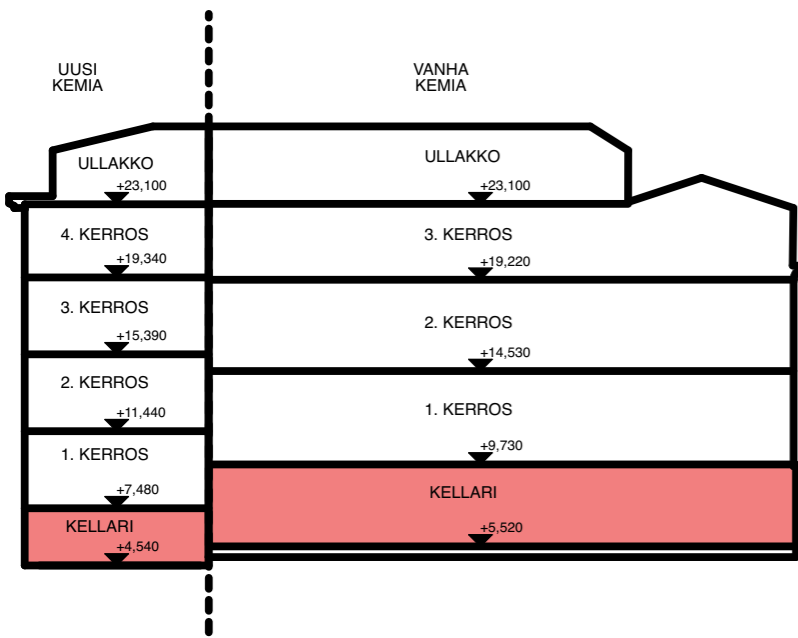 UUSI
KEMIA
VANHA
KEMIA
ULLAKKO
+23,100
4. KERROS
+19,340
3. KERROS
+15,390
2. KERROS
+11,440
1. KERROS
+7,480
KELLARI
+4,540
ULLAKKO
+23,100
3. KERROS
+19,220
2. KERROS
+14,530
1. KERROS
+9,730
KELLARI
+5,520